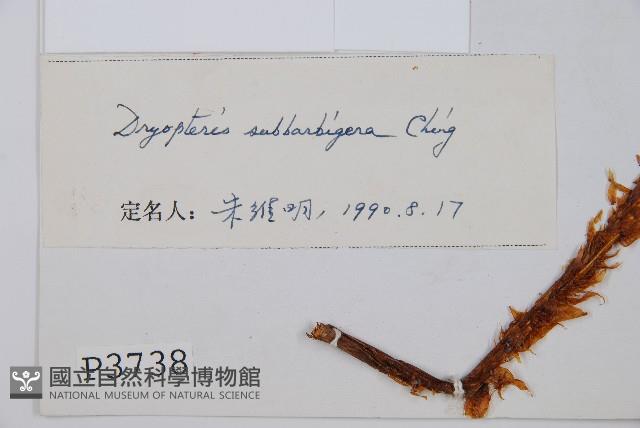 Dryopteris subbarbigera Ching
定名人：朱維明, 1990.8.17
P3738
國立自然科學博物館
NATIONAL MUSEUM OF NATURAL SCIENCE